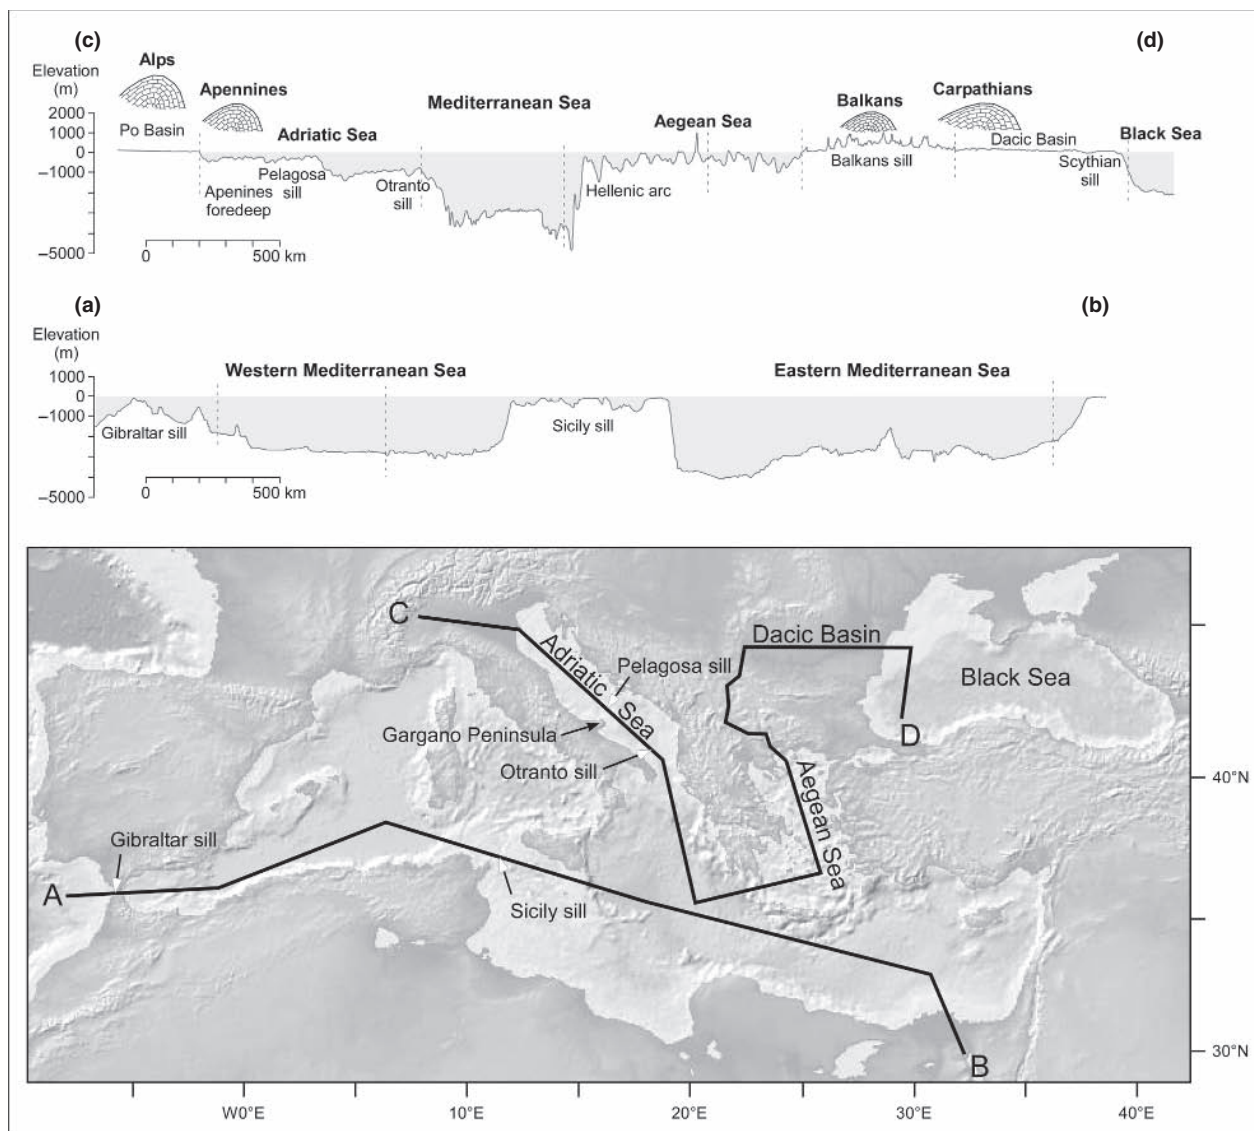 (c)
(d)
Alps
Elevation
(m)
Apennines
Mediterranean Sea
Balkans
Carpathians
2000
1000
0
−1000
−5000
Po Basin
Adriatic Sea
Aegean Sea
Dacic Basin
Black Sea
Pelagosa
sill
Apenines
foredeep
Otranto
sill
Hellenic arc
Balkans sill
Scythian
sill
0
500 km
(a)
(b)
Elevation
(m)
Western Mediterranean Sea
Eastern Mediterranean Sea
1000
0
−1000
−5000
Gibraltar sill
Sicily sill
0
500 km
C
Dacic Basin
Adriatic Sea
Pelagosa sill
Black Sea
Gargano Peninsula
D
Otranto sill
Aegean Sea
40°N
Gibraltar sill
A
Sicily sill
B
30°N
W0°E
10°E
20°E
30°E
40°E